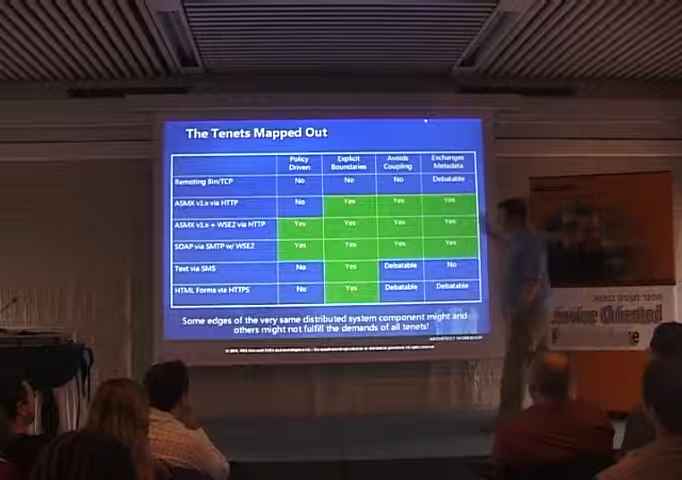 The Tenets Mapped Out
Policy Driven Explicit Boundaries Avoids Coupling Exchanges Metadata
Remoting Bin/TCP No No No Debatable
ASMX v1.x via HTTP No Yes Yes Yes
ASMX v1.x + WSE2 via HTTP Yes Yes Yes Yes
SOAP via SMTP w/ WSE2 Yes Yes Yes Yes
Text via SMS No Yes Debatable No
HTML Forms via HTTPS No Yes Debatable Debatable
Some edges of the very same distributed system component might and
others might not fulfill the demands of all tenets!
ARCHITECT WORKSHOP
Oriented